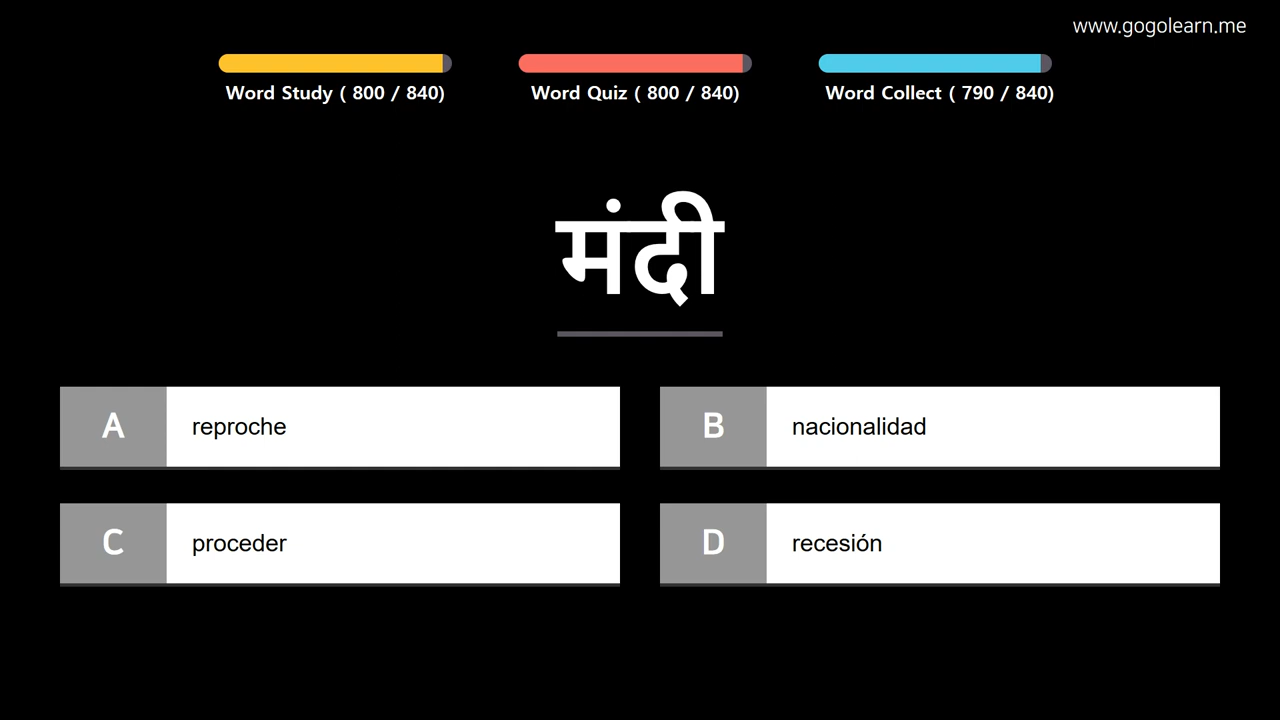 www.gogolearn.me
Word Study ( 800 / 840)
Word Quiz ( 800 / 840)
Word Collect ( 790 / 840)
मंदी
A reproche
B nacionalidad
C proceder
D recesión